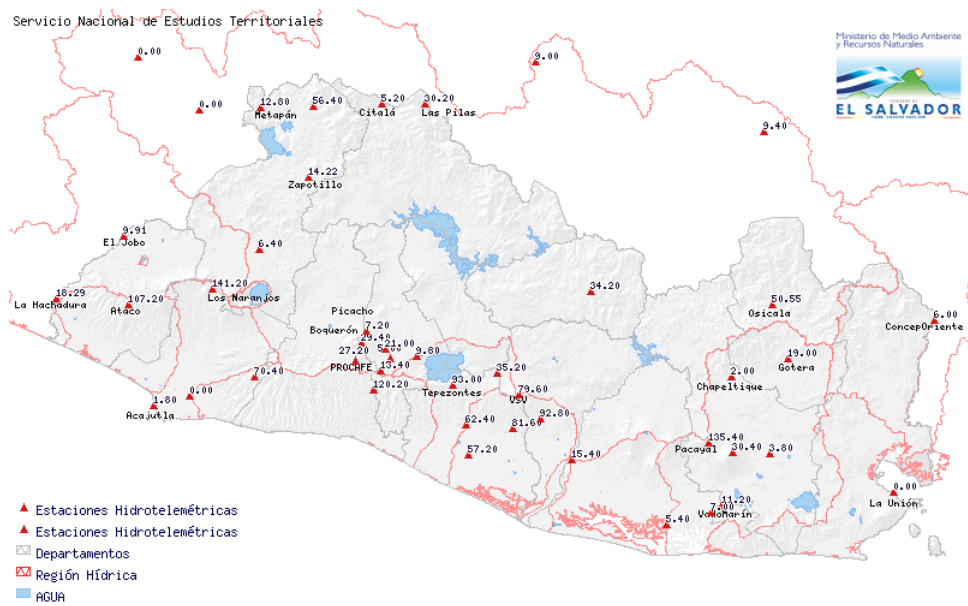 Servicio Nacional de Estudios Territoriales
Ministerio de Medio Ambiente
y Recursos Naturales
EL SALVADOR
0.00
9.00
0.00
12.80
Metapán
56.40
5.20
Citalá
30.20
Las Pilas
9.40
14.22
Zapotillo
9.91
El Jobo
6.40
18.29
La Hachadura
107.20
Ataco
141.20
Los Naranjos
34.20
50.55
Osicala
6.00
ConcepOriente
Picacho
7.20
Boquerón
29.40
21.00
27.20
PROCAFE
9.80
13.40
120.20
70.40
0.00
1.80
Acajutla
93.00
Tepezontes
35.20
79.60
VSV
19.00
Gotera
2.00
Chapeltique
62.40
81.60
92.80
57.20
15.40
135.40
Pacayal
30.40
3.80
0.00
La Unión
11.20
7.00
5.40
Estaciones Hidrotelemétricas
Estaciones Hidrotelemétricas
Departamentos
Región Hídrica
AGUA